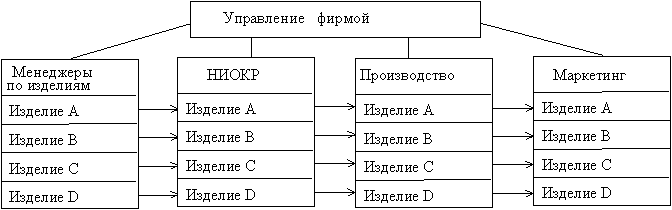 Управление фирмой
Менеджеры
по изделиям
Изделие А
Изделие В
Изделие С
Изделие D
НИОКР
Изделие А
Изделие В
Изделие С
Изделие D
Производство
Изделие А
Изделие В
Изделие С
Изделие D
Маркетинг
Изделие А
Изделие В
Изделие С
Изделие D